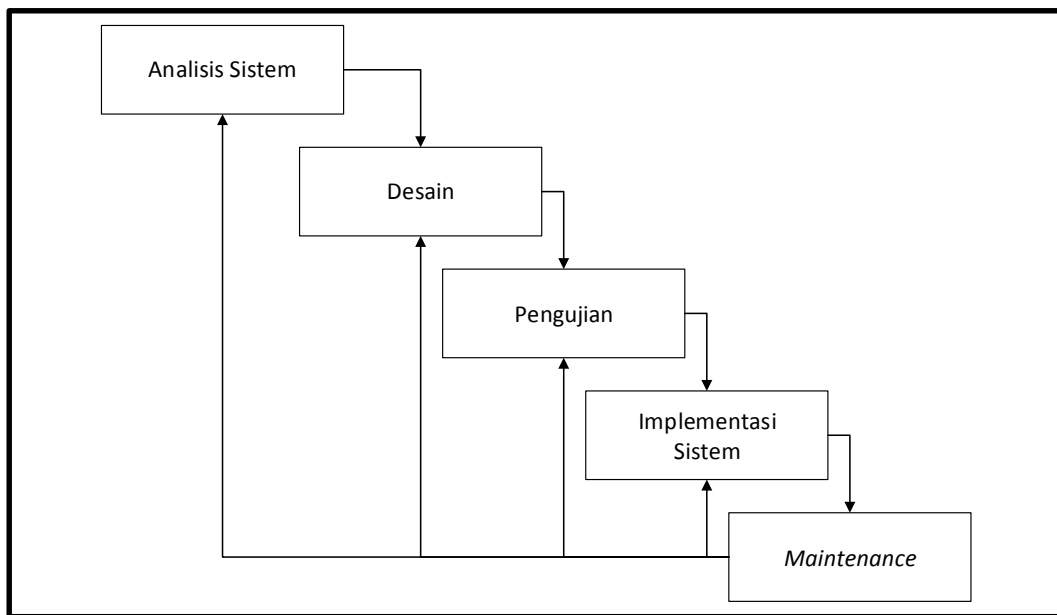 Analisis Sistem
Desain
Pengujian
Implementasi
Sistem
Maintenance